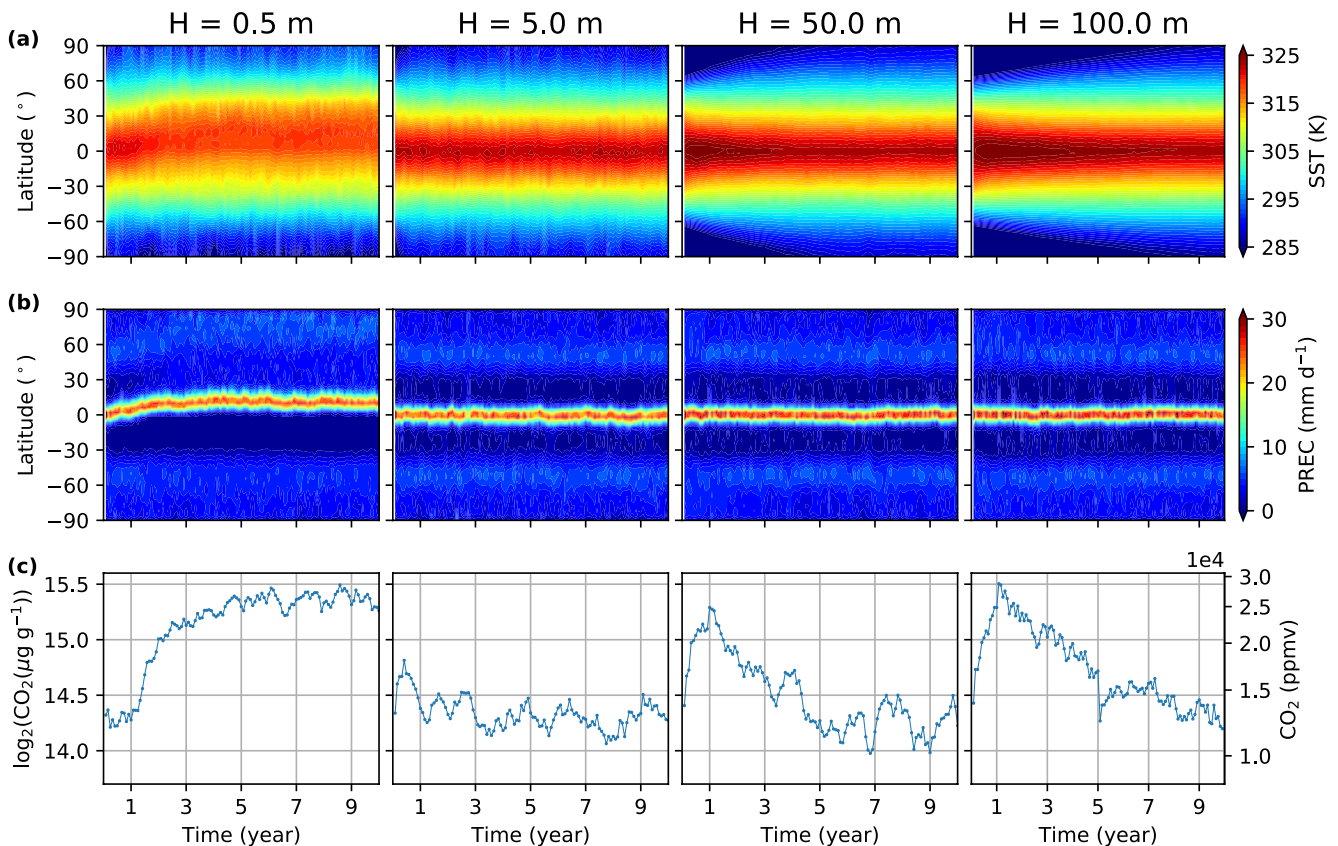 H = 0.5 m H = 5.0 m H = 50.0 m H = 100.0 m
(a)
90
60
30
0
−30
−60
−90
Latitude (°)
325
315
305
295
285
SST (K)
(b)
90
60
30
0
−30
−60
−90
Latitude (°)
30
20
10
0
PREC (mm d⁻¹)
(c)
1e4
15.5
15.0
14.5
14.0
log₂(CO₂(μg g⁻¹))
3.0
2.5
2.0
1.5
1.0
CO₂ (ppmv)
1 3 5 7 9 1 3 5 7 9 1 3 5 7 9 1 3 5 7 9
Time (year) Time (year) Time (year) Time (year)